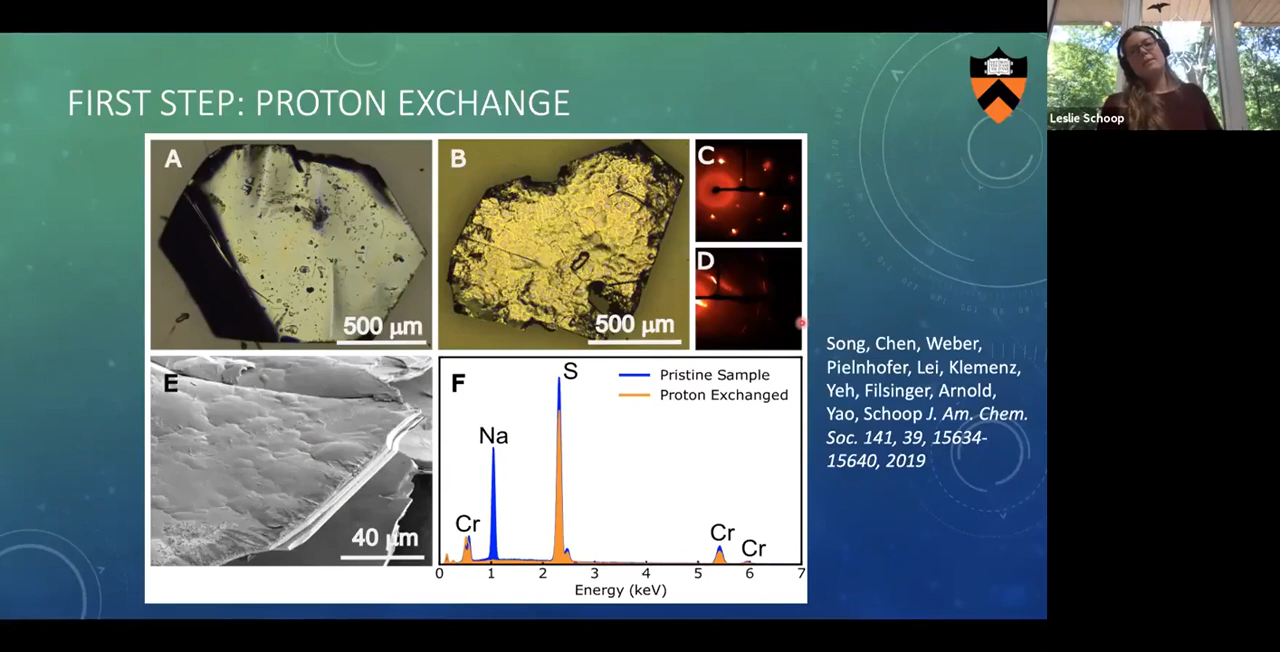 FIRST STEP: PROTON EXCHANGE
A
500 μm
B
500 μm
C
D
E
40 μm
F
Pristine Sample
Proton Exchanged
S
Na
Cr
Cr
Cr
0 1 2 3 4 5 6 7
Energy (keV)
Song, Chen, Weber,
Pielnhofer, Lei, Klemenz,
Yeh, Filsinger, Arnold,
Yao, Schoop J. Am. Chem.
Soc. 141, 39, 15634-
15640, 2019
Leslie Schoop